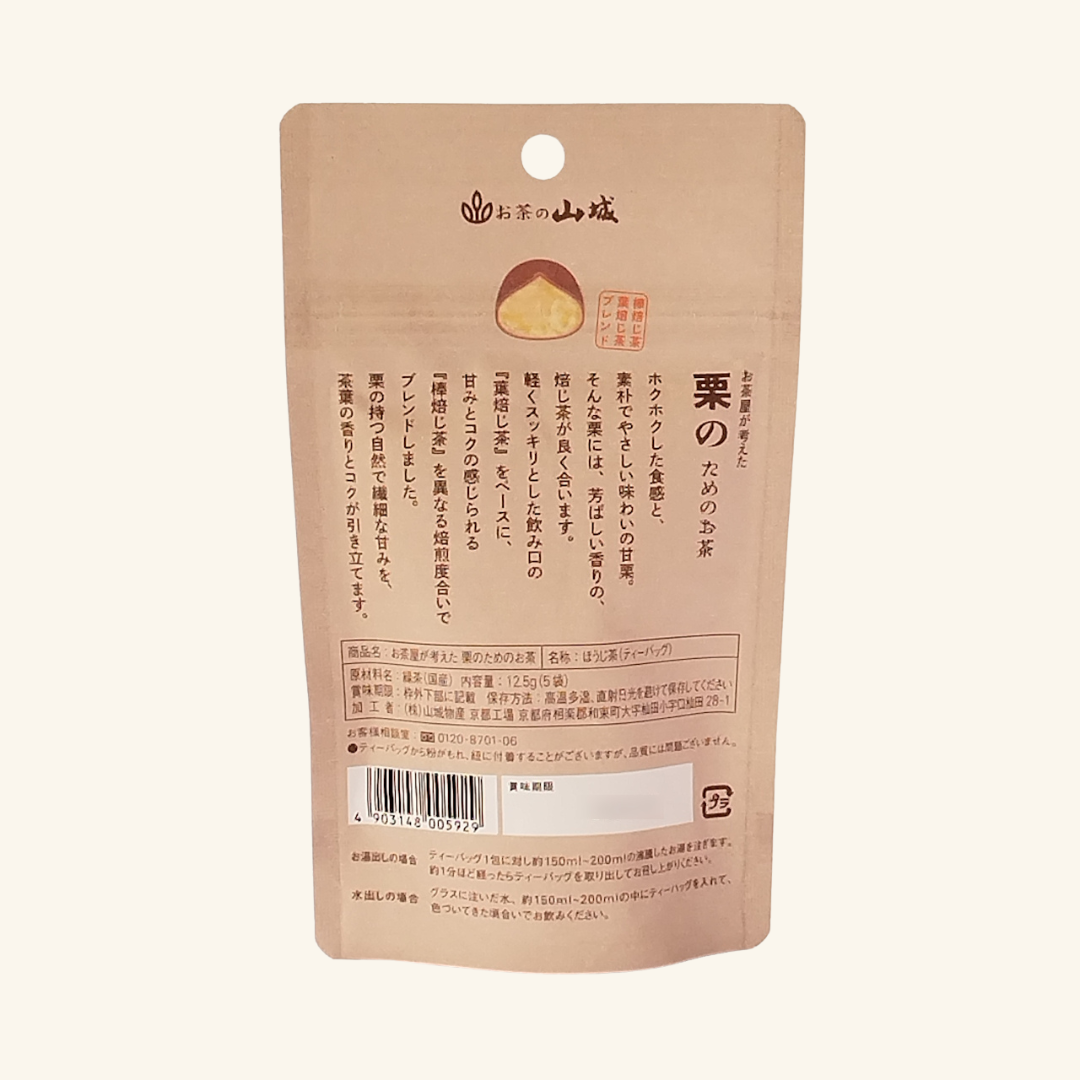 お茶の山城
棒焙じ茶
葉焙じ茶
ブレンド
お茶屋が考えた
栗のためのお茶
ホクホクした食感と、
素朴でやさしい味わいの甘栗。
そんな栗には、芳ばしい香りの、
焙じ茶が良く合います。
軽くスッキリとした飲み口の
『葉焙じ茶』をベースに、
甘みとコクの感じられる
『棒焙じ茶』を異なる焙煎度合いで
ブレンドしました。
栗の持つ自然で繊細な甘みを、
茶葉の香りとコクが引き立てます。
商品名：お茶屋が考えた 栗のためのお茶 名称：ほうじ茶(ティーバッグ)
原材料名：緑茶(国産) 内容量：12.5g(5袋)
賞味期限：枠外下部に記載 保存方法：高温多湿、直射日光を避けて保存してください
加工者：(株)山城物産 京都工場 京都府相楽郡和束町大字杣田小字口杣田 28-1
お客様相談室：0120-8701-06
●ティーバッグから粉がもれ、紐に付着することがございますが、品質には問題ございません。
賞味期限
4 903148 005929
プラ
お湯出しの場合 ティーバッグ1包に対し約150ml~200mlの沸騰したお湯を注ぎます。
約1分ほど経ったらティーバッグを取り出してお召し上がりください。
水出しの場合 グラスに注いだ水、約150ml~200mlの中にティーバッグを入れて、
色づいてきた頃合いでお飲みください。